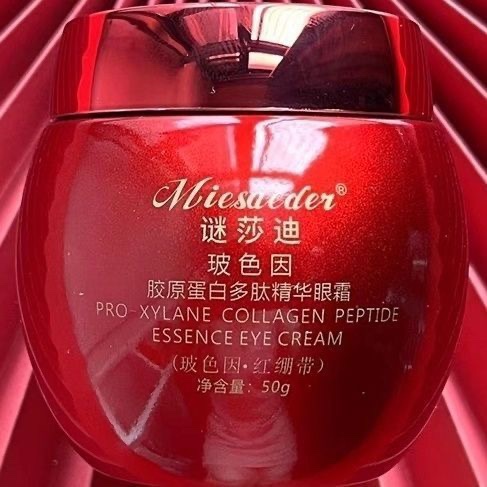 Miesaeder®
谜莎迪
玻色因
胶原蛋白多肽精华眼霜
PRO-XYLANE COLLAGEN PEPTIDE
ESSENCE EYE CREAM
(玻色因·红绷带)
净含量:50g